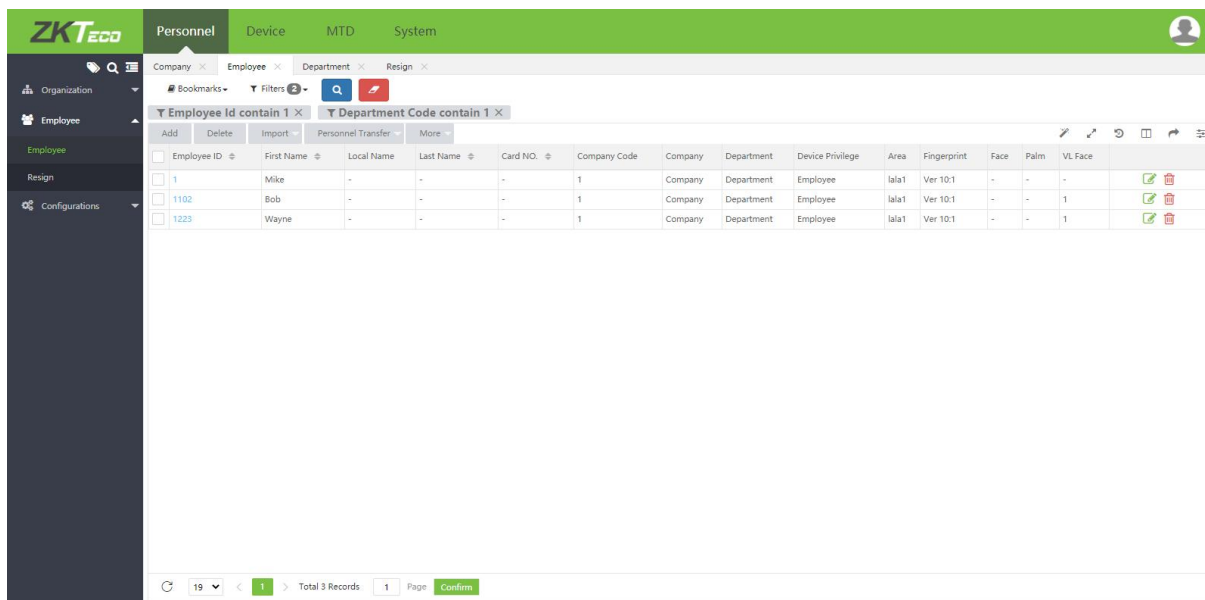 ZKTeco Personnel Device MTD System
Company Employee Department Resign
Organization
Bookmarks Filters 2
Employee
Employee Id contain 1 Department Code contain 1
Add Delete Import Personnel Transfer More
Employee
Employee ID First Name Local Name Last Name Card NO. Company Code Company Department Device Privilege Area Fingerprint Face Palm VL Face
Resign
1 Mike - - - 1 Company Department Employee lala1 Ver 10:1 - - -
Configurations
1102 Bob - - - 1 Company Department Employee lala1 Ver 10:1 - - 1
1223 Wayne - - - 1 Company Department Employee lala1 Ver 10:1 - - 1
19 < 1 > Total 3 Records 1 Page Confirm